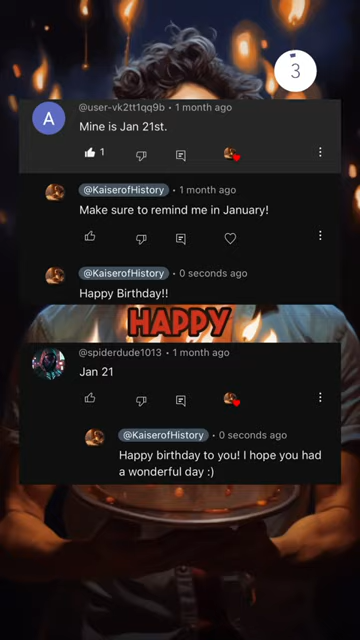 3
A
@user-vk2tt1qq9b • 1 month ago
Mine is Jan 21st.
1
@KaiserofHistory • 1 month ago
Make sure to remind me in January!
@KaiserofHistory • 0 seconds ago
Happy Birthday!!
HAPPY
@spiderdude1013 • 1 month ago
Jan 21
@KaiserofHistory • 0 seconds ago
Happy birthday to you! I hope you had
a wonderful day :)